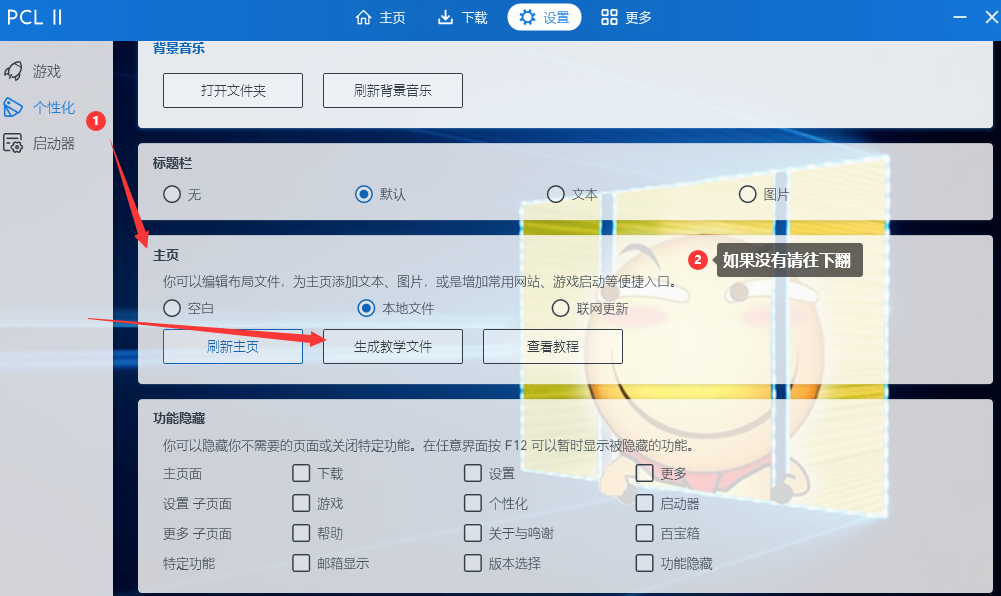 PCL II 主页 下载 设置 更多
背景音乐
游戏
打开文件夹 刷新背景音乐
个性化
1
启动器
标题栏
无 默认 文本 图片
主页
2 如果没有请往下翻
你可以编辑布局文件，为主页添加文本、图片，或是增加常用网站、游戏启动等便捷入口。
空白 本地文件 联网更新
刷新主页 生成教学文件 查看教程
功能隐藏
你可以隐藏你不需要的页面或关闭特定功能。在任意界面按 F12 可以暂时显示被隐藏的功能。
主页面 下载 设置 更多
设置 子页面 游戏 个性化 启动器
更多 子页面 帮助 关于与鸣谢 百宝箱
特定功能 邮箱显示 版本选择 功能隐藏